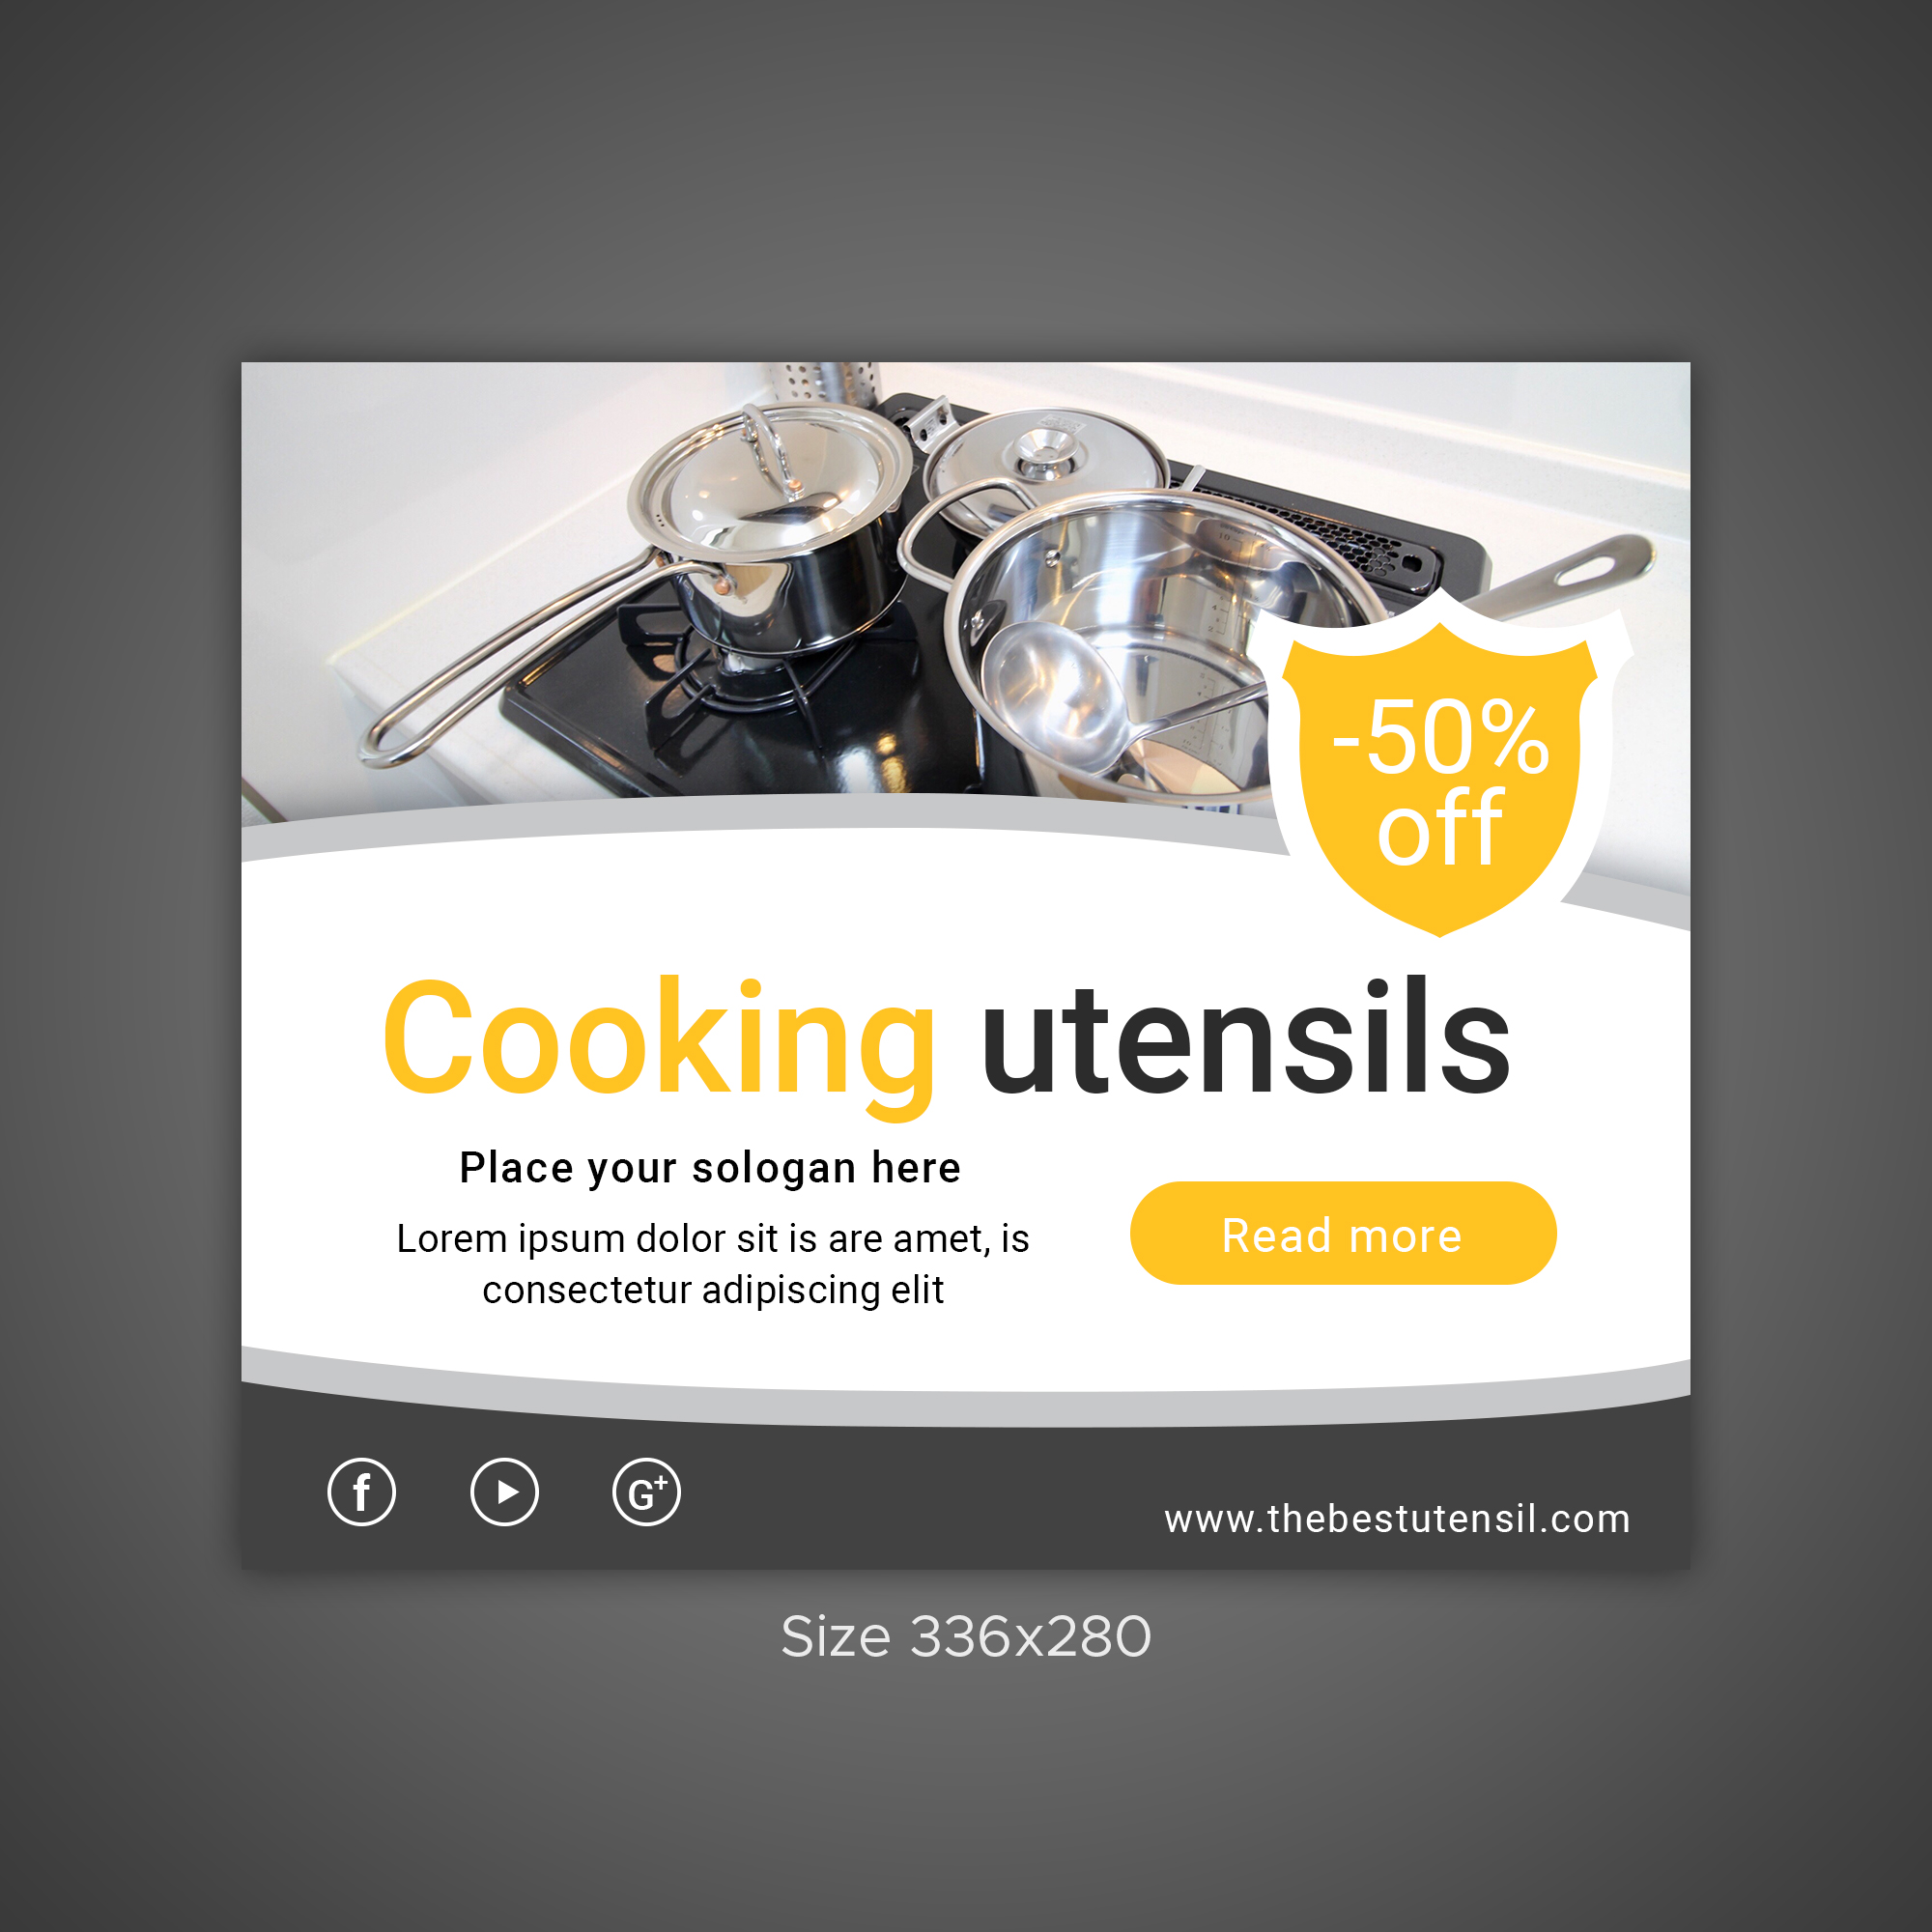 -50%
off
Cooking utensils
Place your sologan here
Lorem ipsum dolor sit is are amet, is
consectetur adipiscing elit
Read more
f
G+
www.thebestutensil.com
Size 336x280